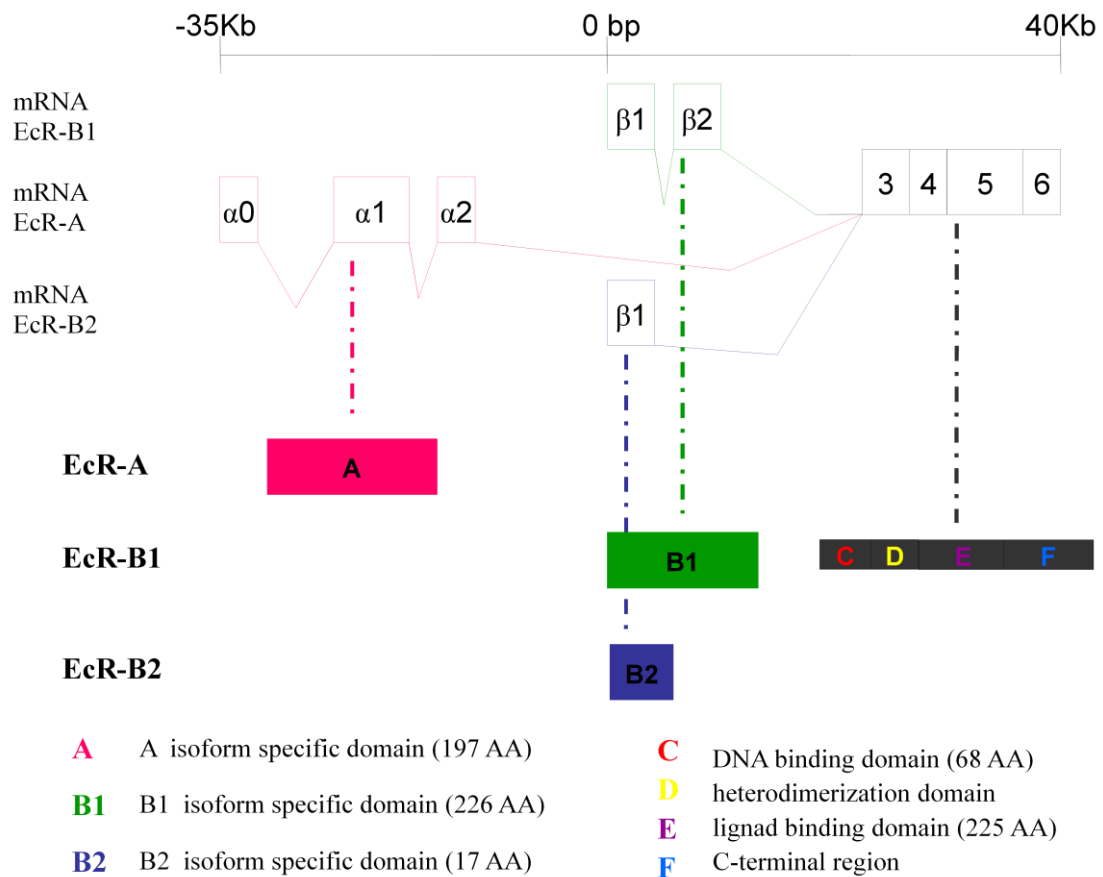 -35Kb 0 bp 40Kb
mRNA
EcR-B1
β1 β2
mRNA
EcR-A
α0 α1 α2
3 4 5 6
mRNA
EcR-B2
β1
EcR-A
A
EcR-B1
B1
C D E F
EcR-B2
B2
A A isoform specific domain (197 AA)
B1 B1 isoform specific domain (226 AA)
B2 B2 isoform specific domain (17 AA)
C DNA binding domain (68 AA)
D heterodimerization domain
E lignad binding domain (225 AA)
F C-terminal region